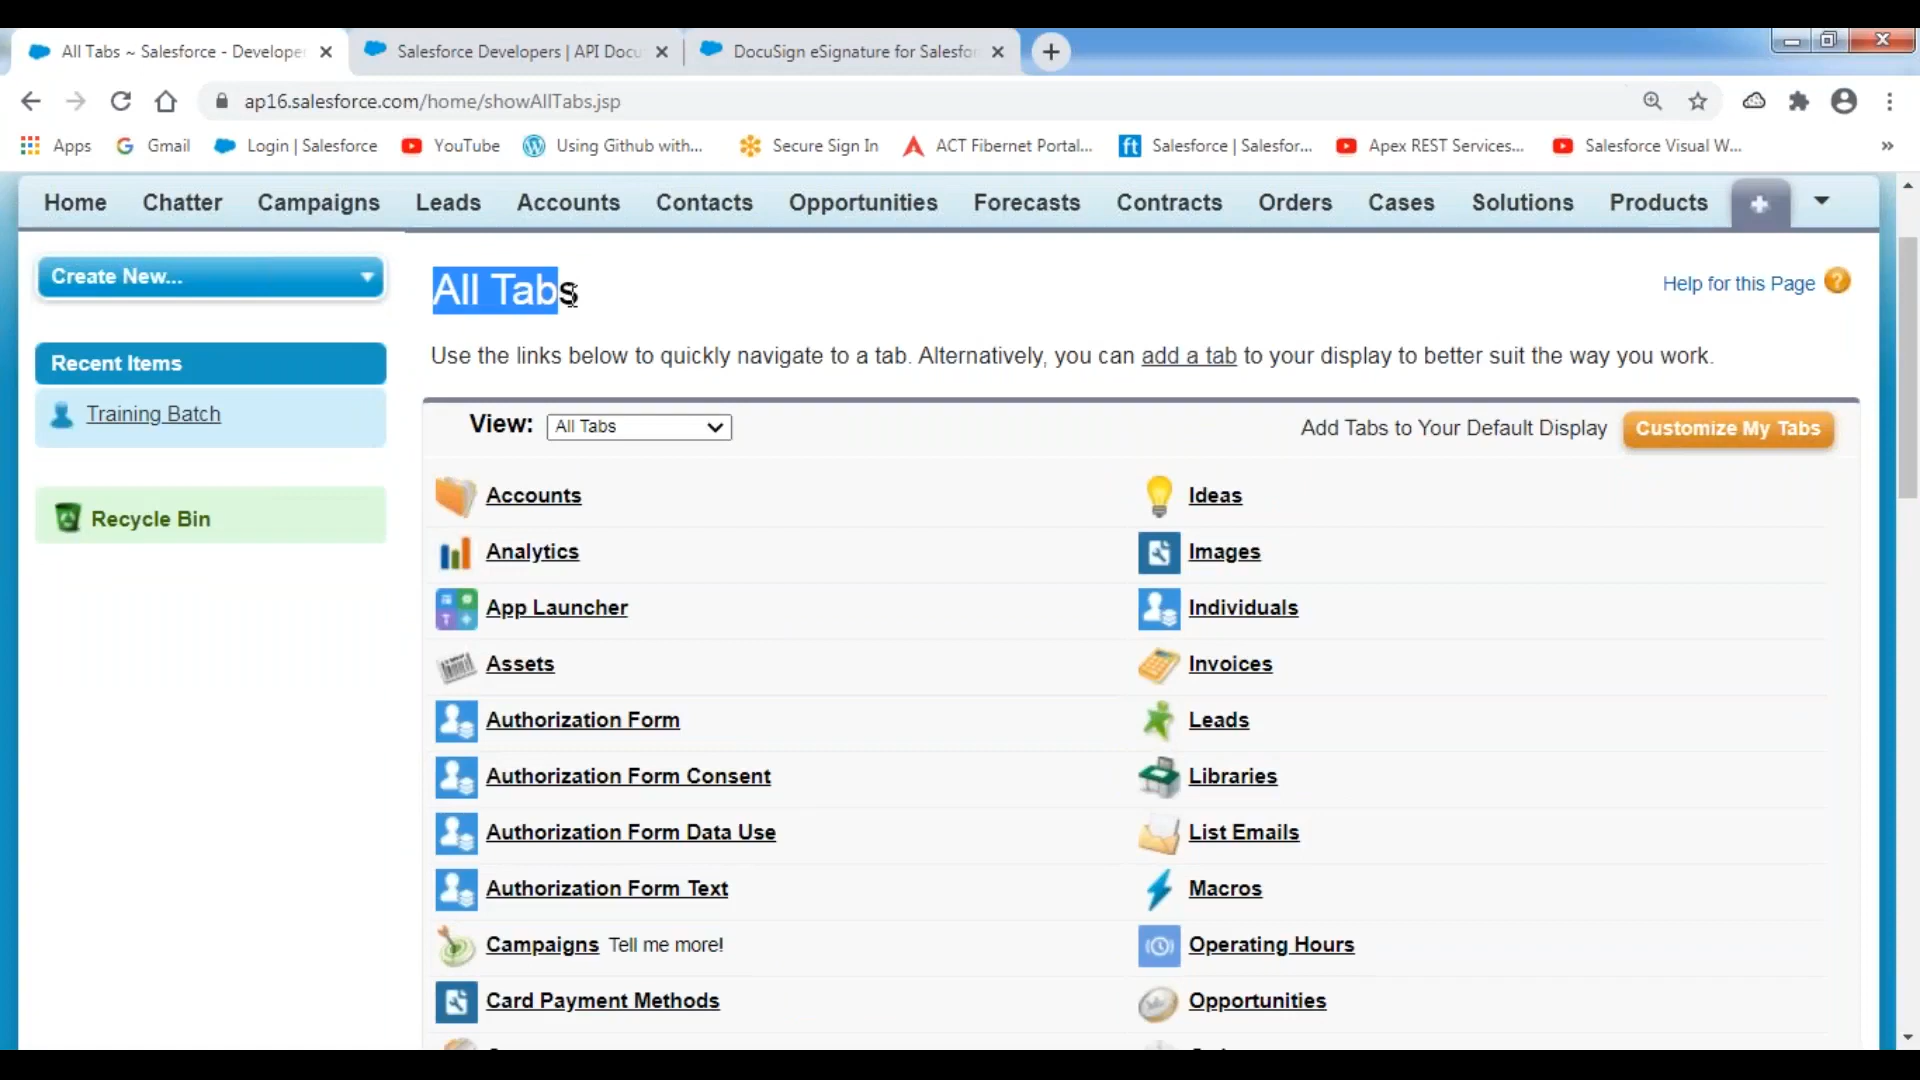 All Tabs ~ Salesforce - Developer
Salesforce Developers | API Docu
DocuSign eSignature for Salesfor
ap16.salesforce.com/home/showAllTabs.jsp
Apps
Gmail
Login | Salesforce
YouTube
Using Github with...
Secure Sign In
ACT Fibernet Portal...
ft
Salesforce | Salesfor...
Apex REST Services...
Salesforce Visual W...
»
Home
Chatter
Campaigns
Leads
Accounts
Contacts
Opportunities
Forecasts
Contracts
Orders
Cases
Solutions
Products
Create New...
Recent Items
Training Batch
Recycle Bin
All Tabs
Help for this Page
Use the links below to quickly navigate to a tab. Alternatively, you can add a tab to your display to better suit the way you work.
View: All Tabs
Add Tabs to Your Default Display
Customize My Tabs
Accounts
Ideas
Analytics
Images
App Launcher
Individuals
Assets
Invoices
Authorization Form
Leads
Authorization Form Consent
Libraries
Authorization Form Data Use
List Emails
Authorization Form Text
Macros
Campaigns Tell me more!
Operating Hours
Card Payment Methods
Opportunities